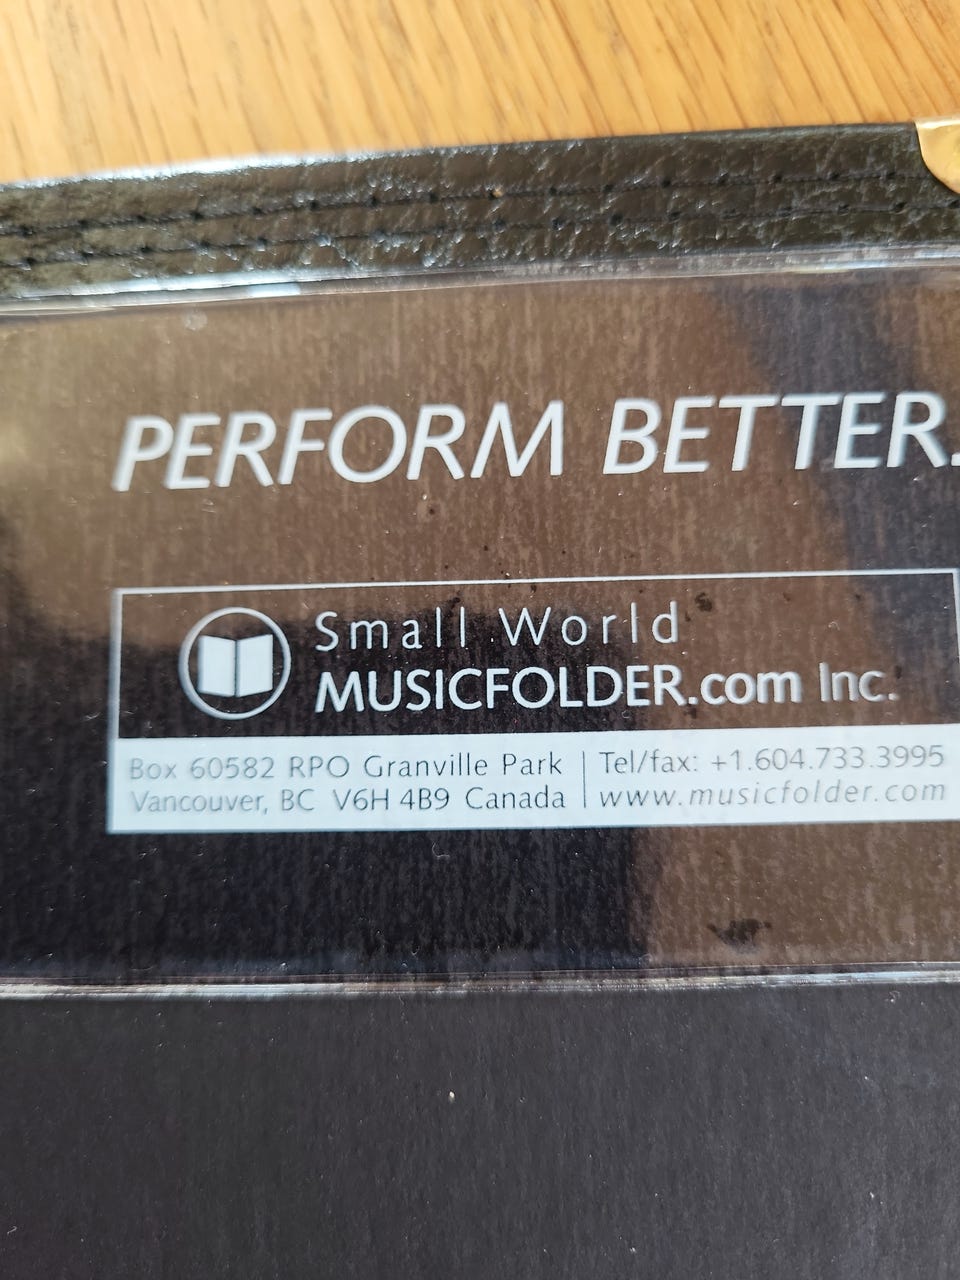 PERFORM BETTER.
Small World
MUSICFOLDER.com Inc.
Box 60582 RPO Granville Park | Tel/fax: +1.604.733.3995
Vancouver, BC V6H 4B9 Canada | www.musicfolder.com